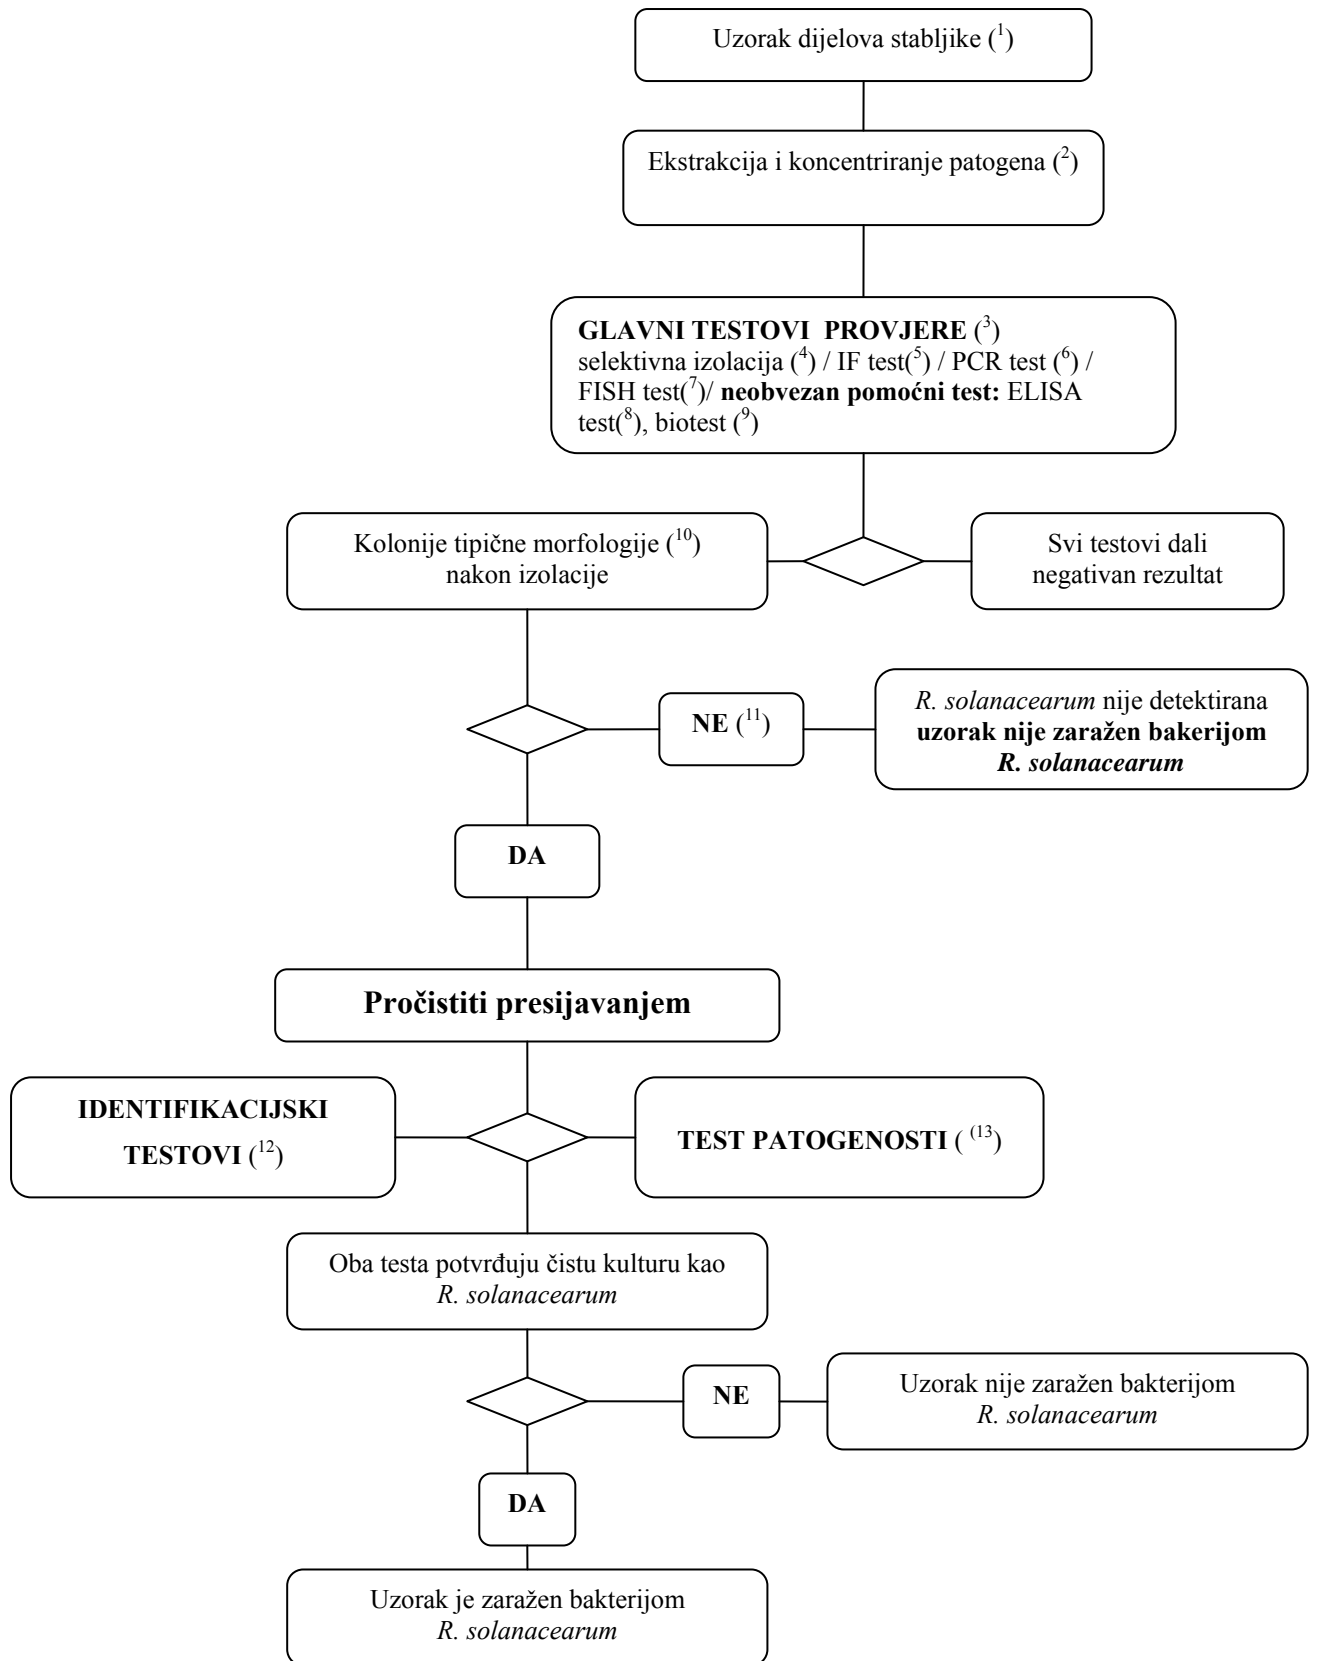 Uzorak dijelova stabljike (¹)
Ekstrakcija i koncentriranje patogena (²)
GLAVNI TESTOVI PROVJERE (³)
selektivna izolacija (⁴) / IF test(⁵) / PCR test (⁶) /
FISH test(⁷)/ neobvezan pomoćni test: ELISA
test(⁸), biotest (⁹)
Kolonije tipične morfologije (¹⁰)
nakon izolacije
Svi testovi dali
negativan rezultat
NE (¹¹)
R. solanacearum nije detektirana
uzorak nije zaražen bakerijom
R. solanacearum
DA
Pročistiti presijavanjem
IDENTIFIKACIJSKI
TESTOVI (¹²)
TEST PATOGENOSTI ( ⁽¹³)
Oba testa potvrđuju čistu kulturu kao
R. solanacearum
NE
Uzorak nije zaražen bakterijom
R. solanacearum
DA
Uzorak je zaražen bakterijom
R. solanacearum